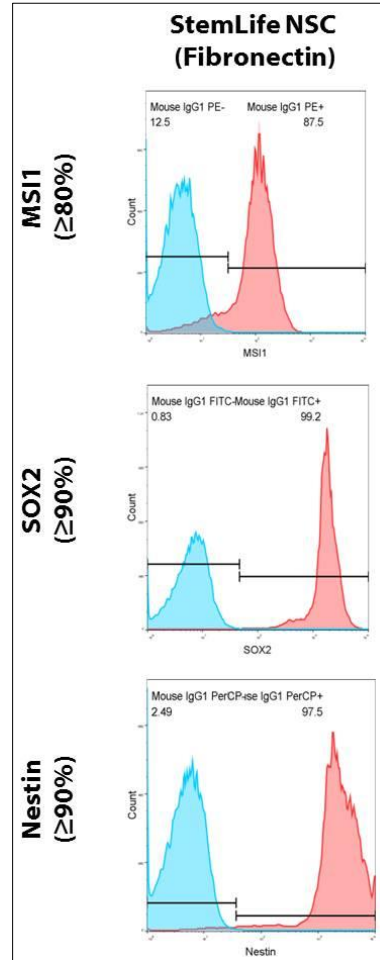 StemLife NSC
(Fibronectin)
MSI1
(≥80%)
Mouse IgG1 PE- Mouse IgG1 PE+
12.5 87.5
Count
MSI1
SOX2
(≥90%)
Mouse IgG1 FITC-Mouse IgG1 FITC+
0.83 99.2
Count
SOX2
Nestin
(≥90%)
Mouse IgG1 PerCP-se IgG1 PerCP+
2.49 97.5
Count
Nestin